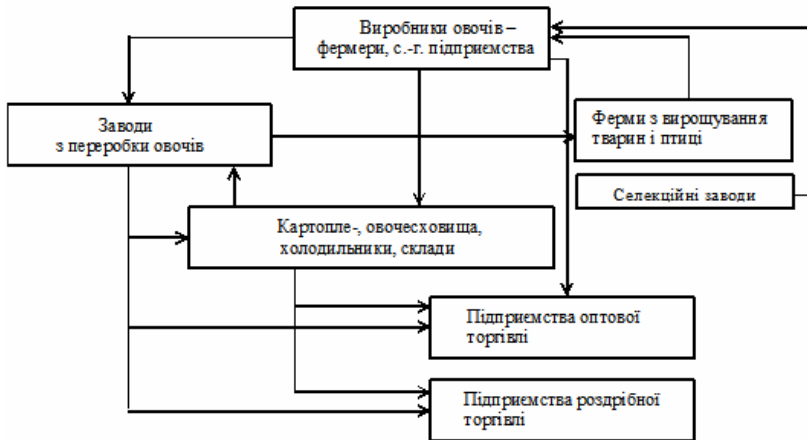 Виробники овочів –
фермери, с.-г. підприємства
Заводи
з переробки овочів
Ферми з вирощування
тварин і птиці
Селекційні заводи
Картопле-, овочесховища,
холодильники, склади
Підприємства оптової
торгівлі
Підприємства роздрібної
торгівлі